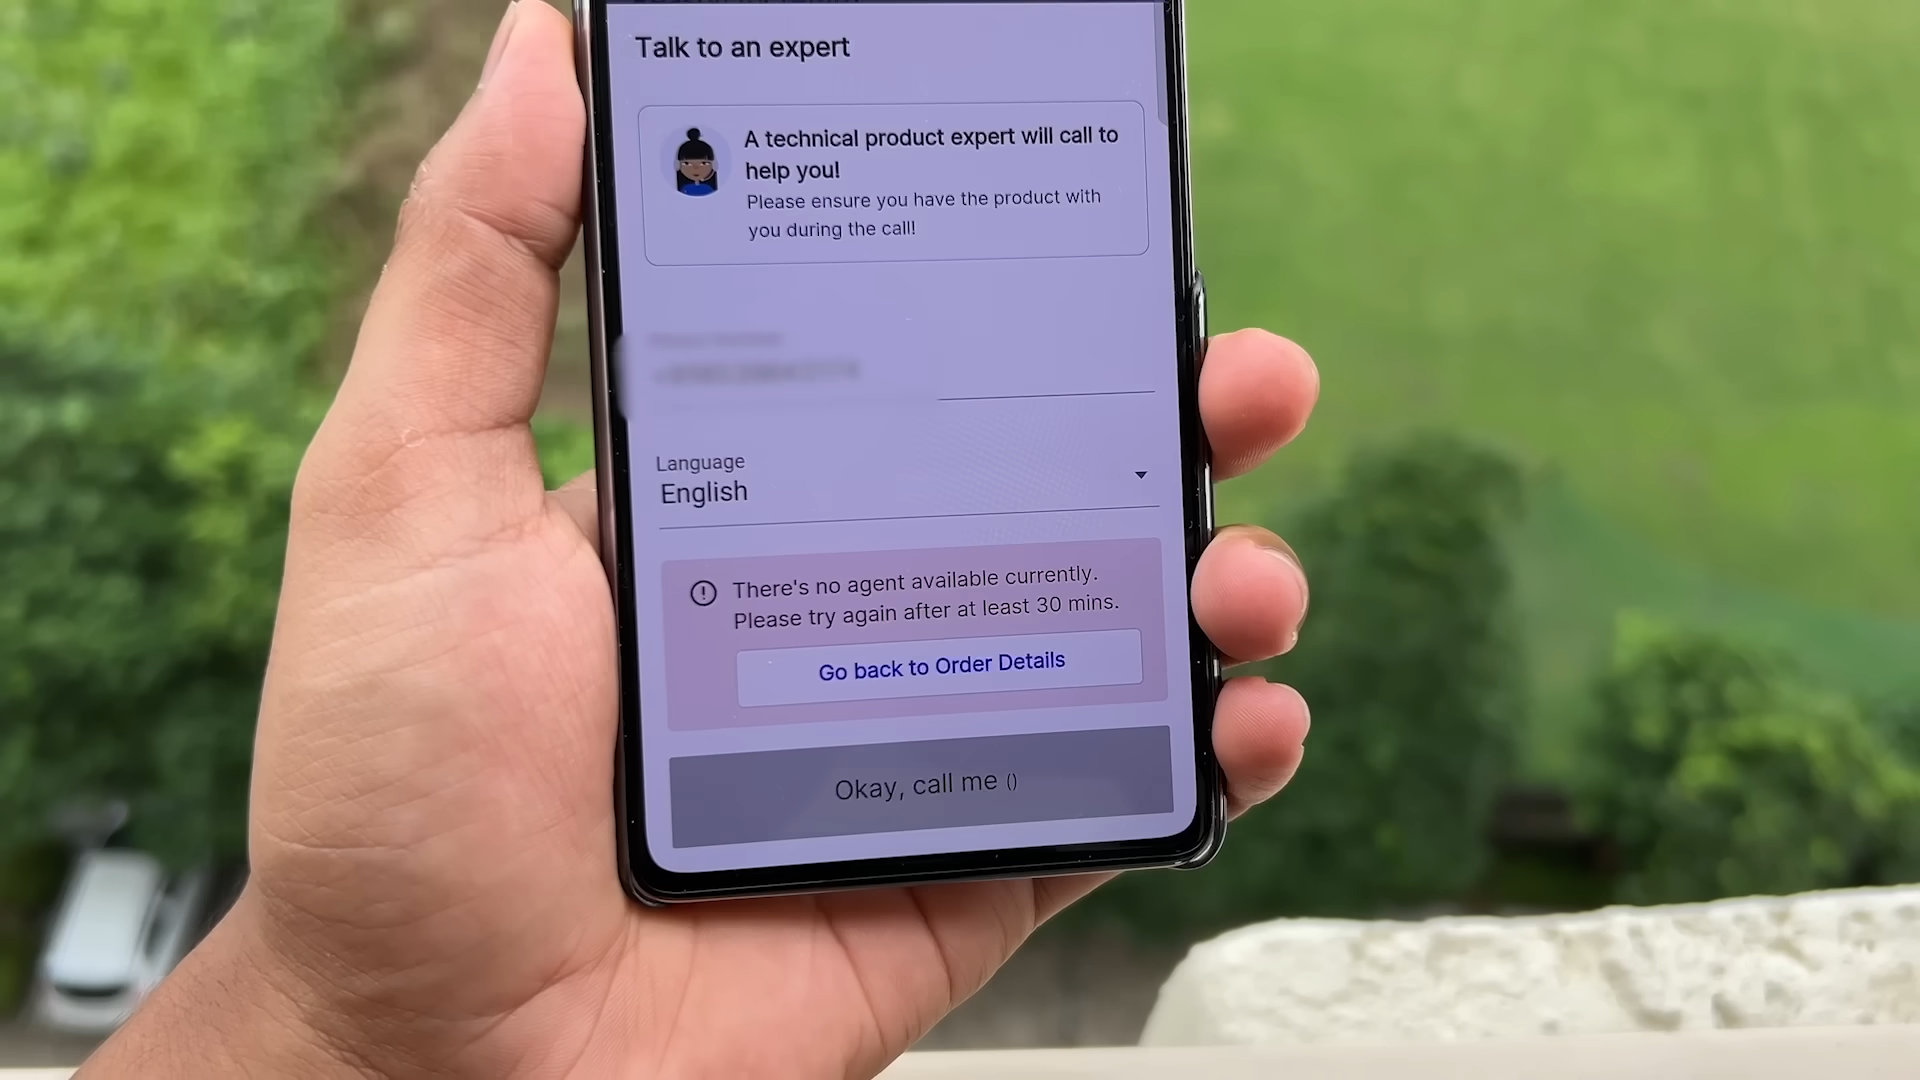 Talk to an expert
A technical product expert will call to
help you!
Please ensure you have the product with
you during the call!
Language
English
There's no agent available currently.
Please try again after at least 30 mins.
Go back to Order Details
Okay, call me ()